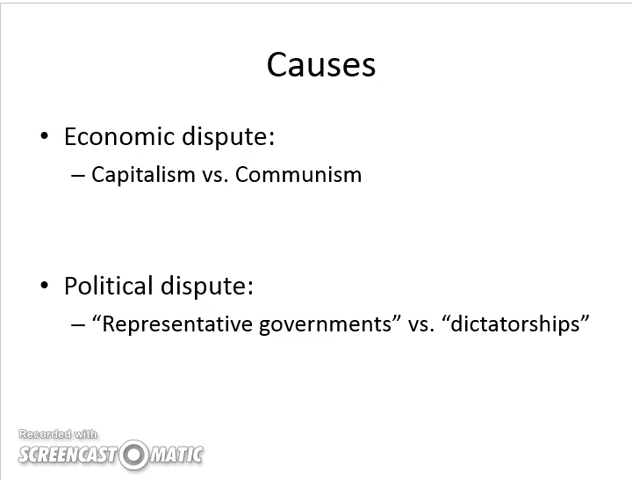 Causes
• Economic dispute:
– Capitalism vs. Communism
• Political dispute:
– “Representative governments” vs. “dictatorships”
Recorded with
SCREENCAST MATIC